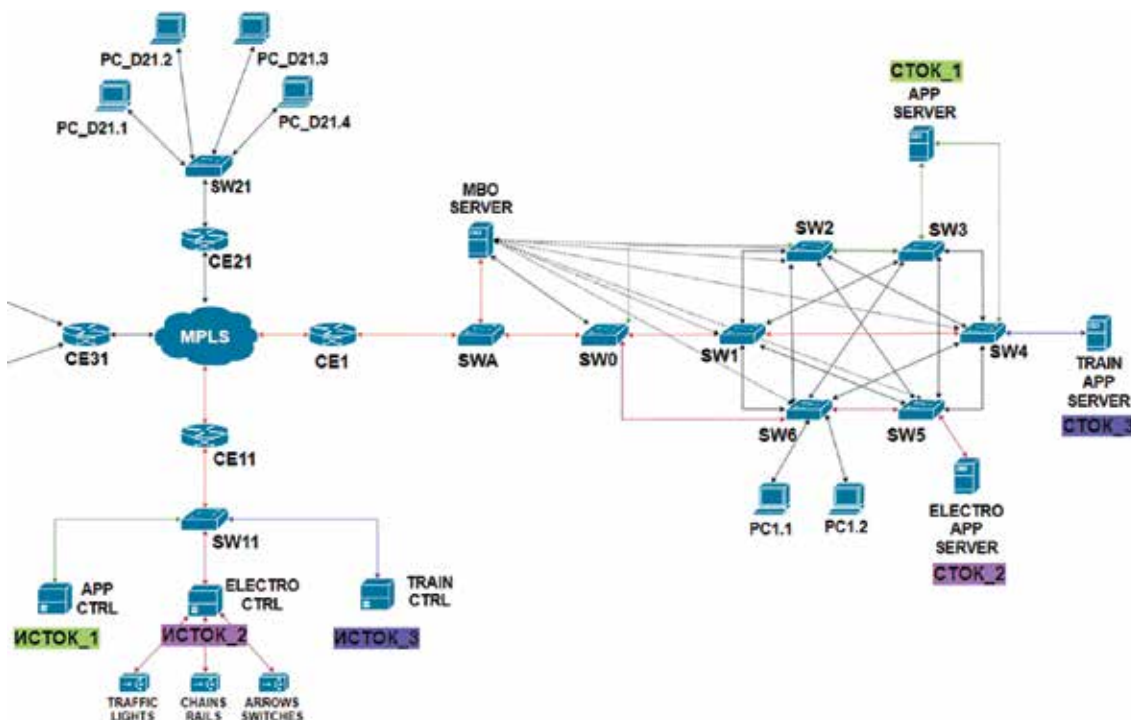 PC_D21.2
PC_D21.3
PC_D21.1
PC_D21.4
SW21
CE21
CE31
MPLS
CE1
SWA
SW0
MBO
SERVER
SW2
SW3
СТОК_1
APP
SERVER
SW1
SW4
TRAIN
APP
SERVER
СТОК_3
SW6
SW5
PC1.1
PC1.2
ELECTRO
APP
SERVER
СТОК_2
CE11
SW11
APP
CTRL
ИСТОК_1
ELECTRO
CTRL
ИСТОК_2
TRAIN
CTRL
ИСТОК_3
TRAFFIC
LIGHTS
CHAINS
RAILS
ARROWS
SWITCHES